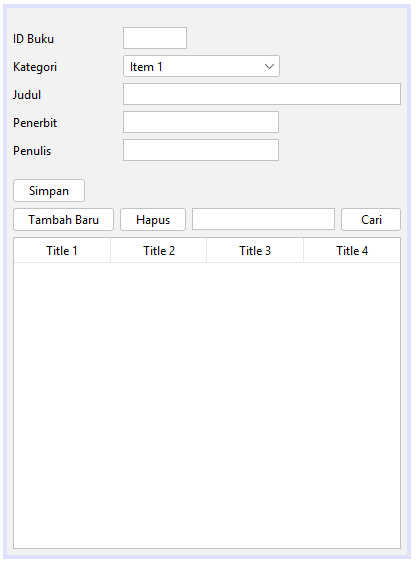 ID Buku
Kategori Item 1
Judul
Penerbit
Penulis
Simpan
Tambah Baru Hapus Cari
Title 1 Title 2 Title 3 Title 4